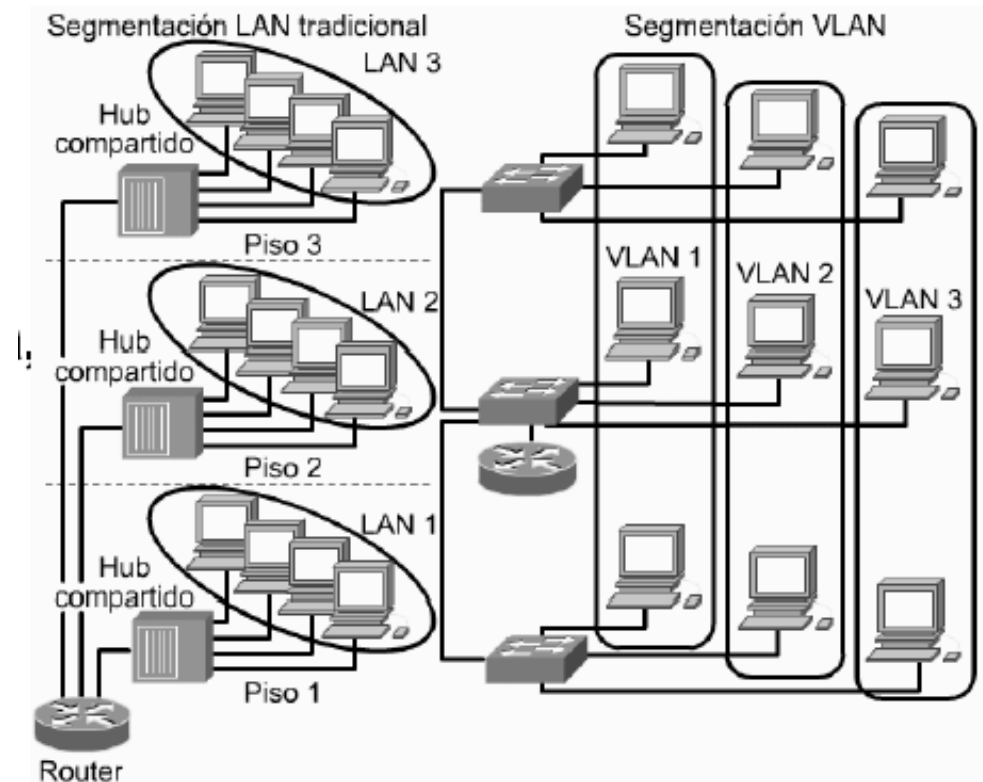 Segmentación LAN tradicional
LAN 3
Hub
compartido
Piso 3
LAN 2
Hub
compartido
Piso 2
LAN 1
Hub
compartido
Piso 1
Router
Segmentación VLAN
VLAN 1
VLAN 2
VLAN 3